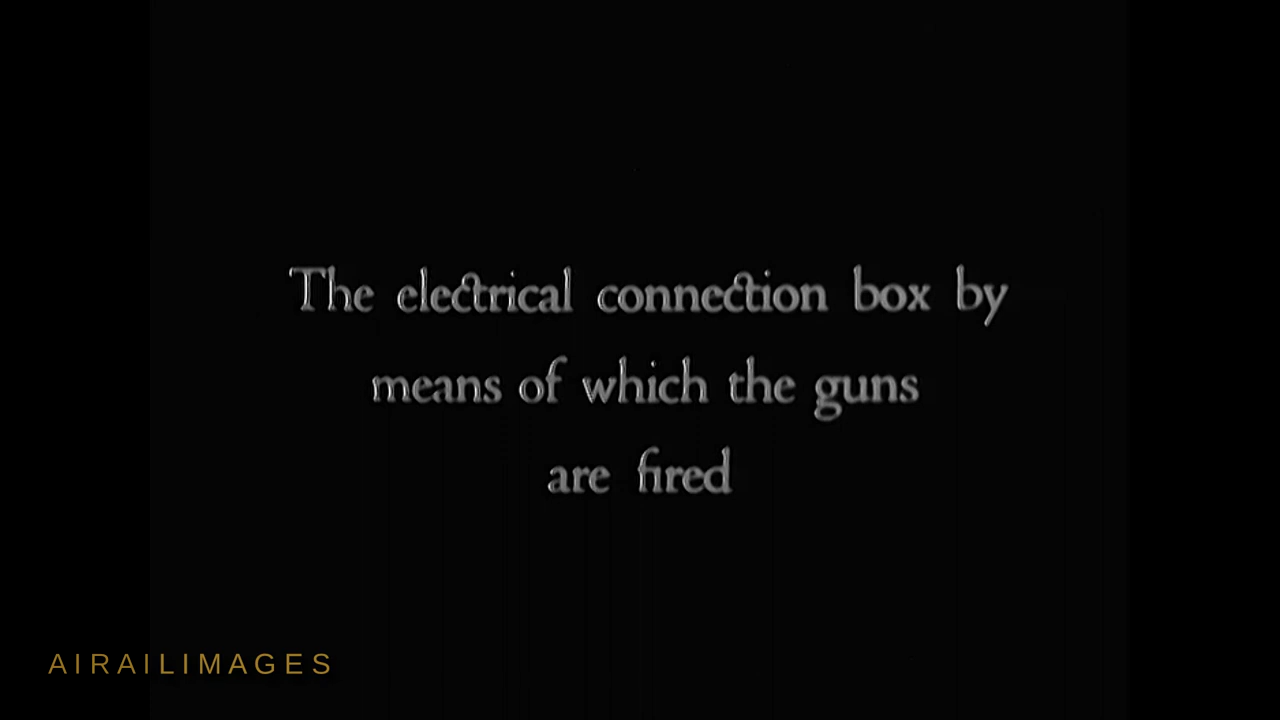 The electrical connection box by
means of which the guns
are fired
AIRAILIMAGES